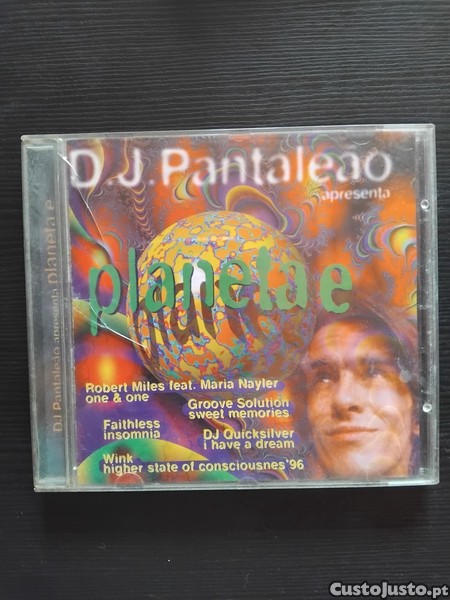 D.J. Pantaleão
apresenta
planeta e
Robert Miles feat. Maria Nayler
one & one
Groove Solution
sweet memories
Faithless
insomnia
DJ Quicksilver
i have a dream
Wink
higher state of consciousnes'96
DJ Pantaleão apresenta planeta e
CustoJusto.pt